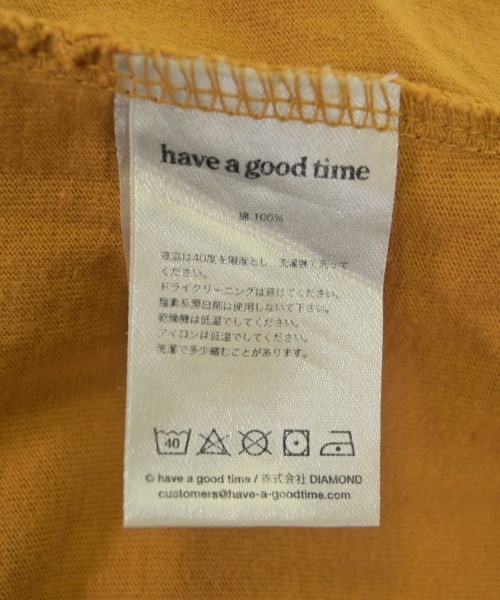 have a good time
綿 100%
液温は40度を限度とし 洗濯機で洗って
ください。
ドライクリーニングは避けてください。
塩素系漂白剤は使用しないで下さい。
乾燥機は低温でしてください。
アイロンは低温でしてください。
洗濯で多少縮むことがあります。
40
© have a good time / 株式会社 DIAMOND
customers@have-a-goodtime.com